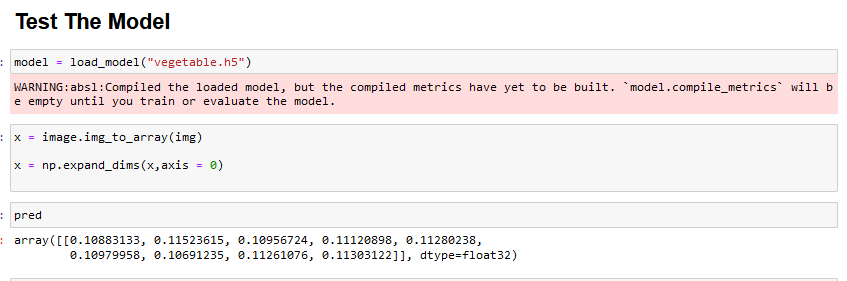 Test The Model
: model = load_model("vegetable.h5")
WARNING:absl:Compiled the loaded model, but the compiled metrics have yet to be built. `model.compile_metrics` will b
e empty until you train or evaluate the model.
: x = image.img_to_array(img)
x = np.expand_dims(x,axis = 0)
: pred
: array([[0.10883133, 0.11523615, 0.10956724, 0.11120898, 0.11280238,
0.10979958, 0.10691235, 0.11261076, 0.11303122]], dtype=float32)